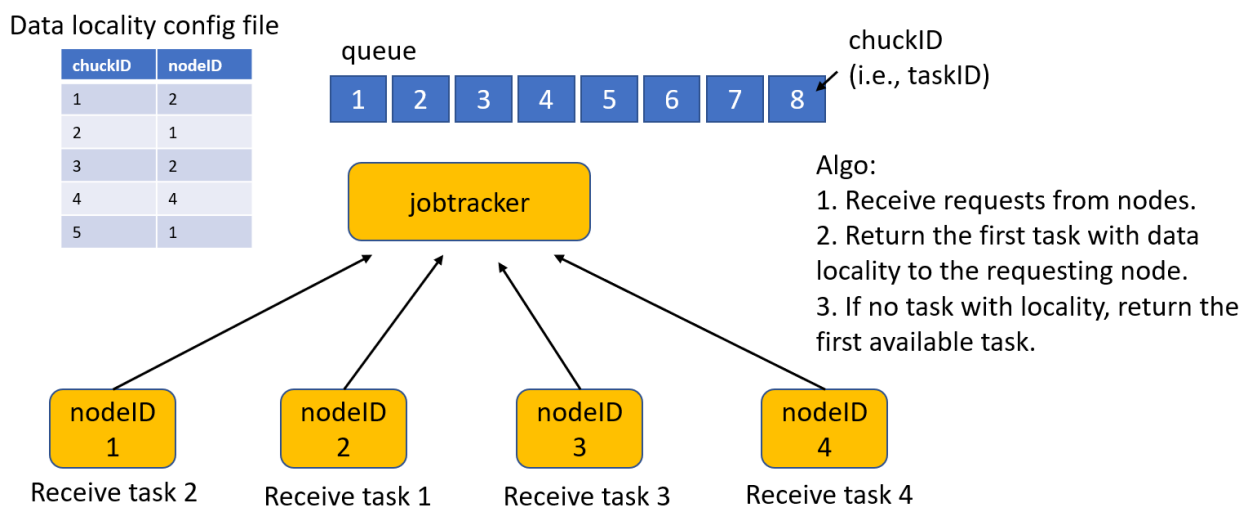 Data locality config file
chuckID nodeID
1 2
2 1
3 2
4 4
5 1
queue
1 2 3 4 5 6 7 8
chuckID
(i.e., taskID)
jobtracker
Algo:
1. Receive requests from nodes.
2. Return the first task with data
locality to the requesting node.
3. If no task with locality, return the
first available task.
nodeID
1
Receive task 2
nodeID
2
Receive task 1
nodeID
3
Receive task 3
nodeID
4
Receive task 4